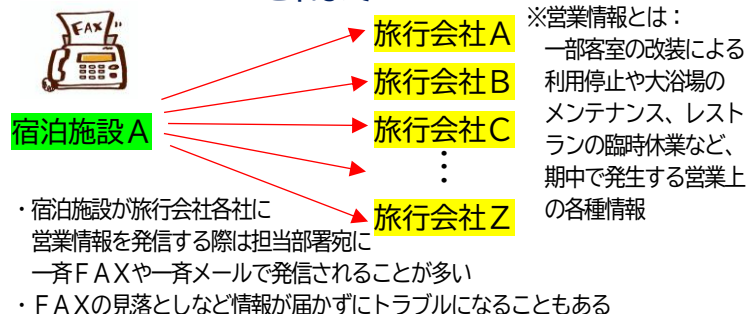 FAX
宿泊施設A
旅行会社A
旅行会社B
旅行会社C
⋮
旅行会社Z
※営業情報とは：
一部客室の改装による
利用停止や大浴場の
メンテナンス、レスト
ランの臨時休業など、
期中で発生する営業上
の各種情報
・宿泊施設が旅行会社各社に
営業情報を発信する際は担当部署宛に
一斉ＦＡＸや一斉メールで発信されることが多い
・ＦＡＸの見落としなど情報が届かずにトラブルになることもある